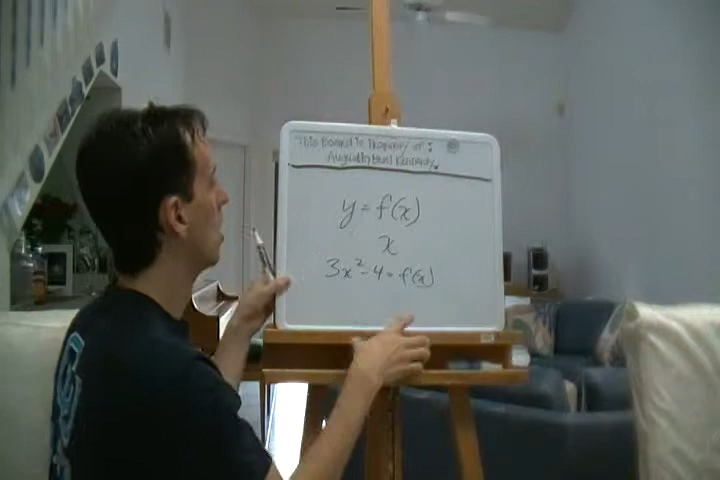 This Board is Property of:
y = f(x)
x
3x² - 4 = f(x)